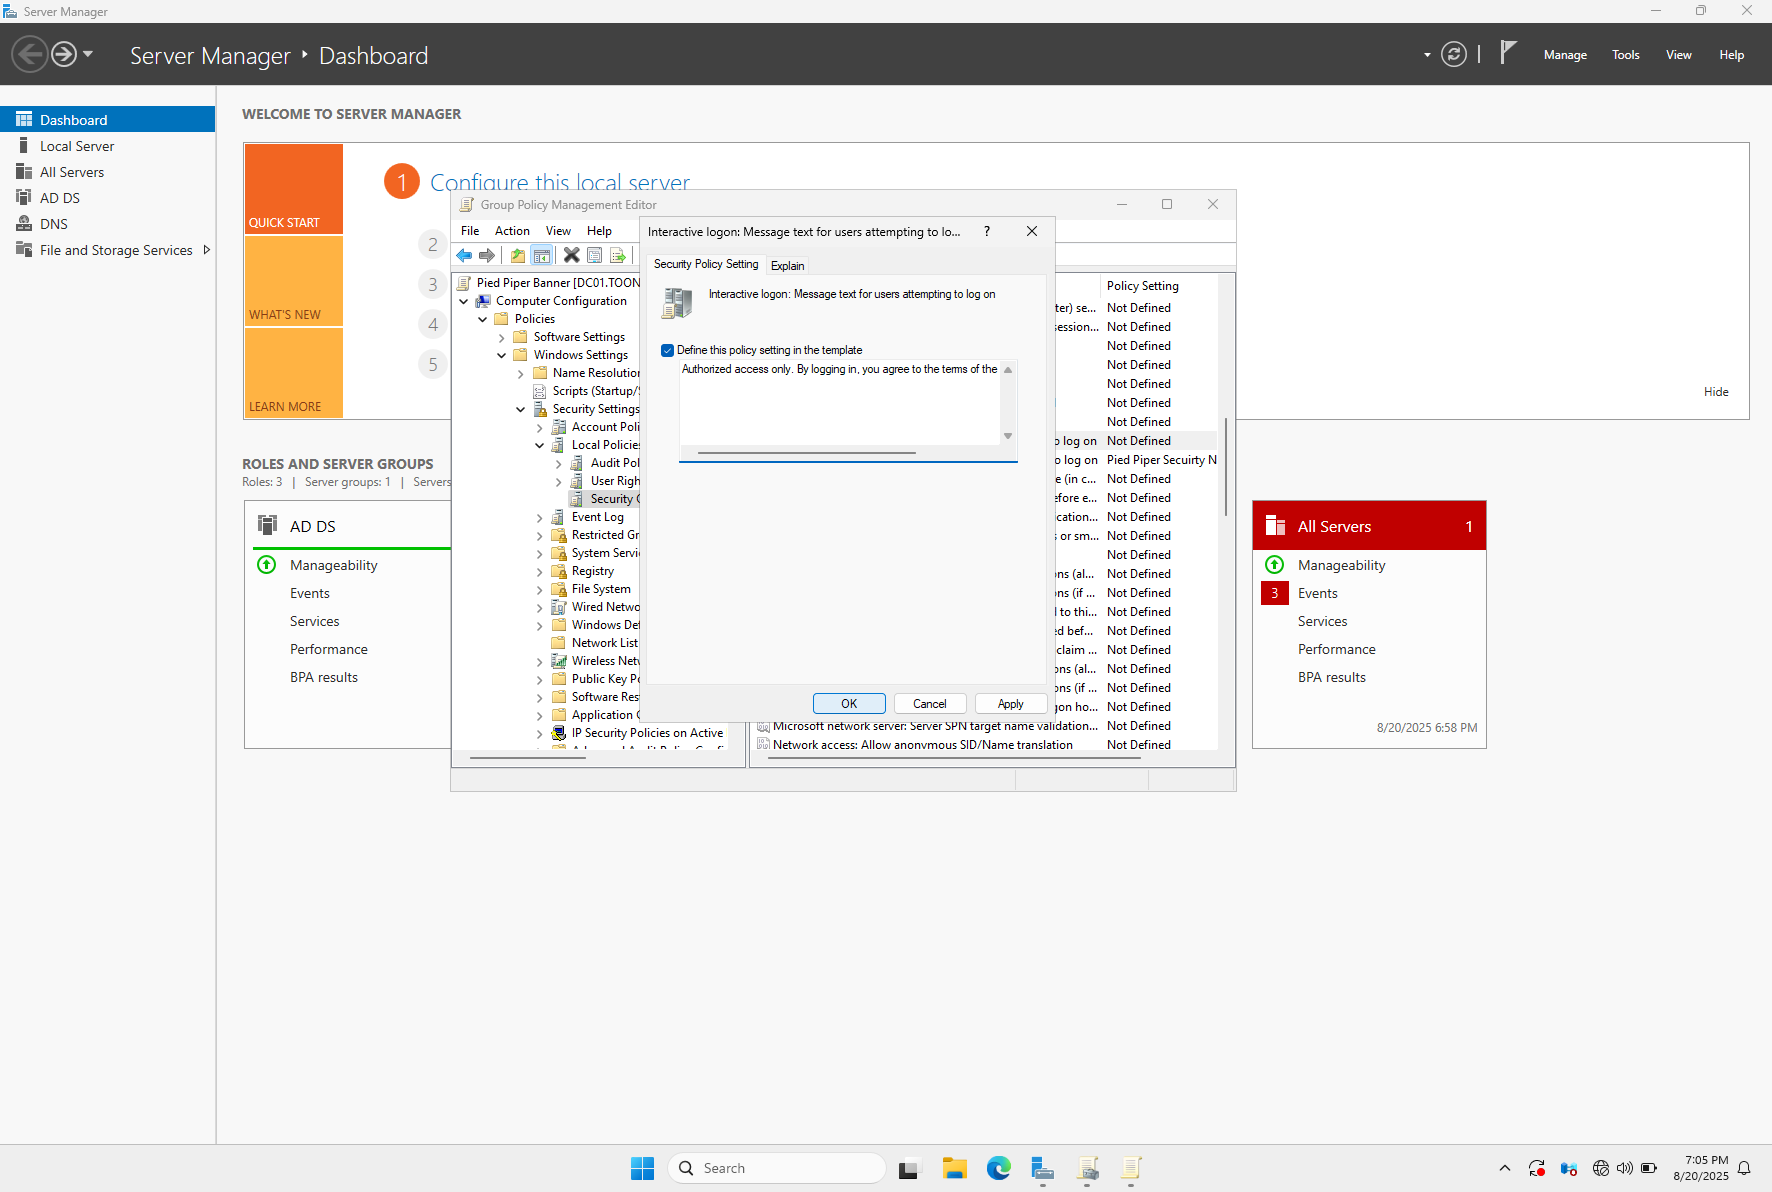 Server Manager
Server Manager ‣ Dashboard
Manage Tools View Help
Dashboard
Local Server
All Servers
AD DS
DNS
File and Storage Services
WELCOME TO SERVER MANAGER
QUICK START
WHAT'S NEW
LEARN MORE
1 Configure this local server
2
3
4
5
Hide
ROLES AND SERVER GROUPS
Roles: 3 | Server groups: 1 | Servers
AD DS
Manageability
Events
Services
Performance
BPA results
Group Policy Management Editor
File Action View Help
Pied Piper Banner [DC01.TOON
Computer Configuration
Policies
Software Settings
Windows Settings
Name Resolution
Scripts (Startup/S
Security Settings
Account Poli
Local Policies
Audit Pol
User Righ
Security O
Event Log
Restricted Gr
System Servi
Registry
File System
Wired Netwo
Windows Def
Network List
Wireless Netw
Public Key Po
Software Res
Application C
IP Security Policies on Active
Interactive logon: Message text for users attempting to lo... ?
Security Policy Setting Explain
Interactive logon: Message text for users attempting to log on
Define this policy setting in the template
Authorized access only. By logging in, you agree to the terms of the
OK Cancel Apply
Policy Setting
ter) se... Not Defined
session... Not Defined
Not Defined
Not Defined
Not Defined
Not Defined
Not Defined
o log on Not Defined
o log on Pied Piper Secuirty N
e (in c... Not Defined
efore e... Not Defined
ication... Not Defined
s or sm... Not Defined
Not Defined
ons (al... Not Defined
ons (if ... Not Defined
l to thi... Not Defined
ed bef... Not Defined
claim ... Not Defined
ons (al... Not Defined
ons (if ... Not Defined
gon ho... Not Defined
Microsoft network server: Server SPN target name validation... Not Defined
Network access: Allow anonymous SID/Name translation Not Defined
All Servers 1
Manageability
3 Events
Services
Performance
BPA results
8/20/2025 6:58 PM
Search
7:05 PM
8/20/2025